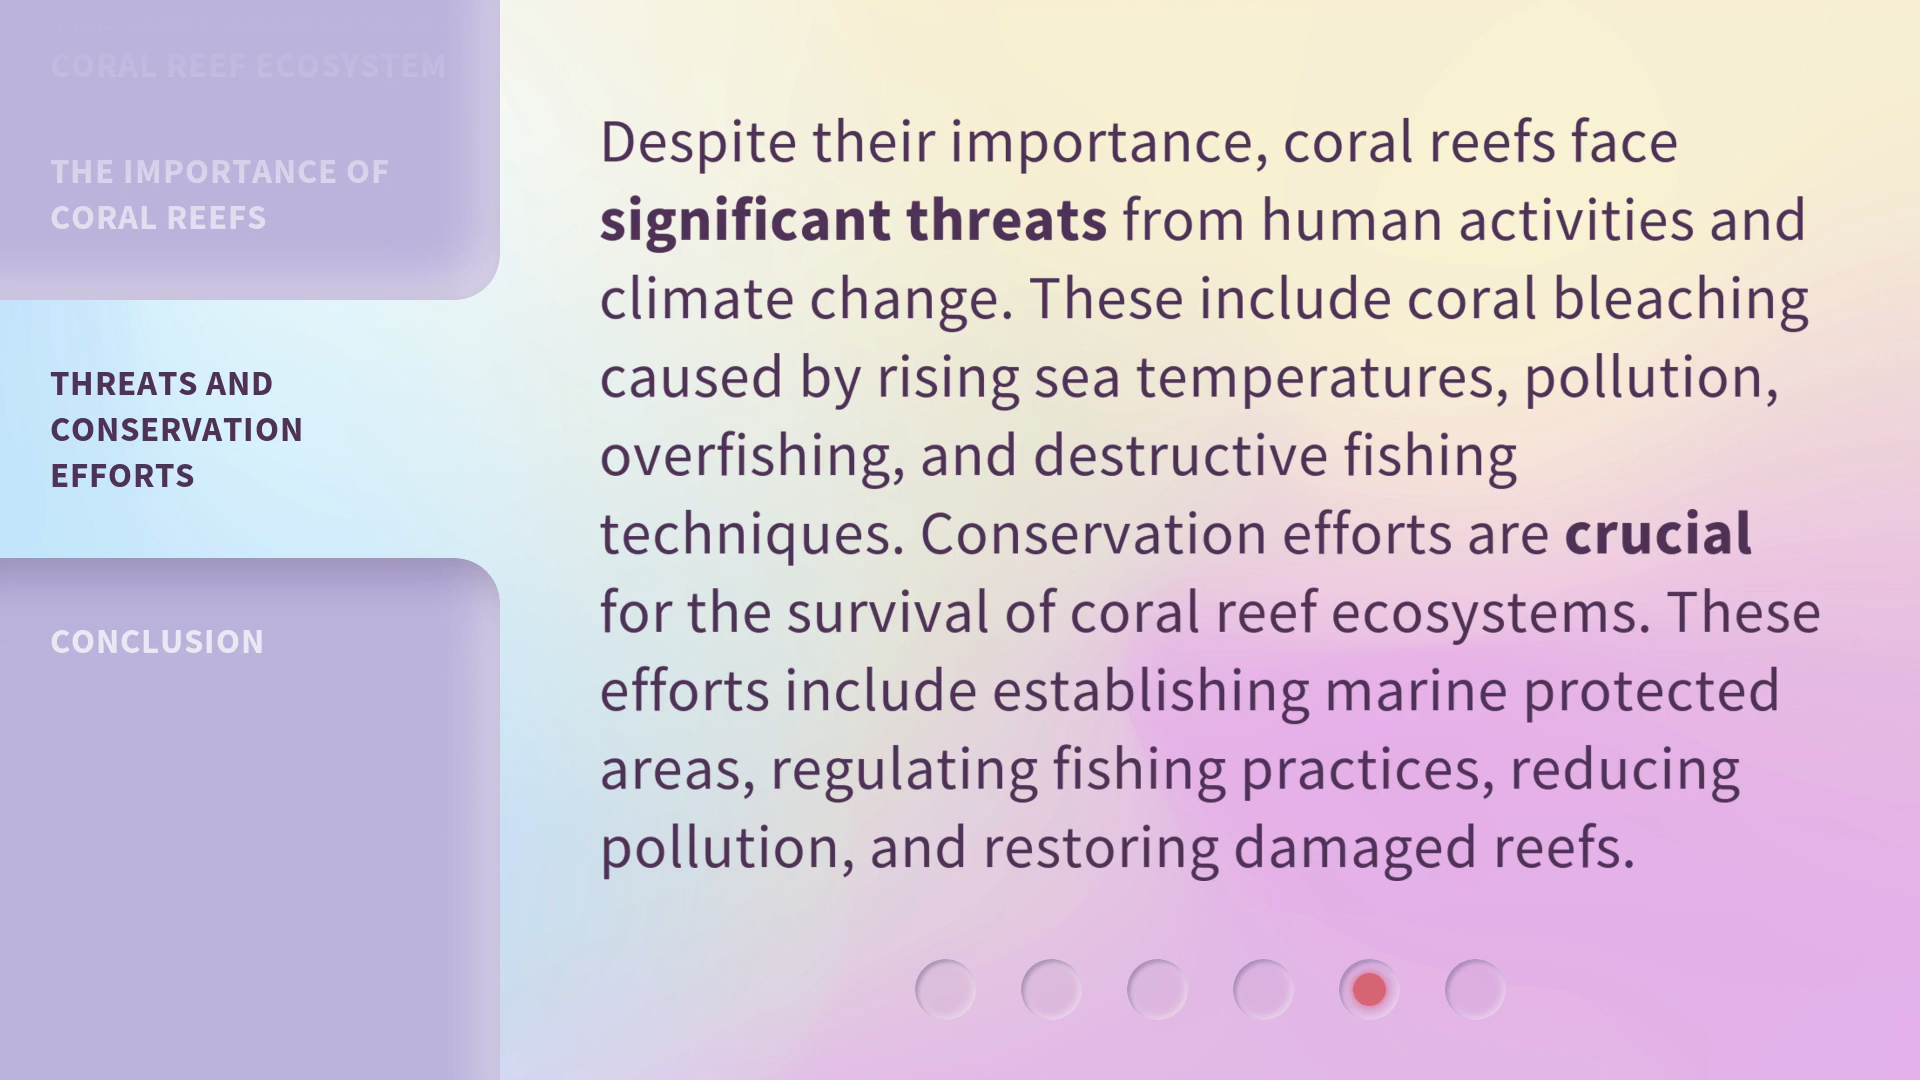 CORAL REEF ECOSYSTEM
THE IMPORTANCE OF
CORAL REEFS
THREATS AND
CONSERVATION
EFFORTS
CONCLUSION
Despite their importance, coral reefs face
significant threats from human activities and
climate change. These include coral bleaching
caused by rising sea temperatures, pollution,
overfishing, and destructive fishing
techniques. Conservation efforts are crucial
for the survival of coral reef ecosystems. These
efforts include establishing marine protected
areas, regulating fishing practices, reducing
pollution, and restoring damaged reefs.